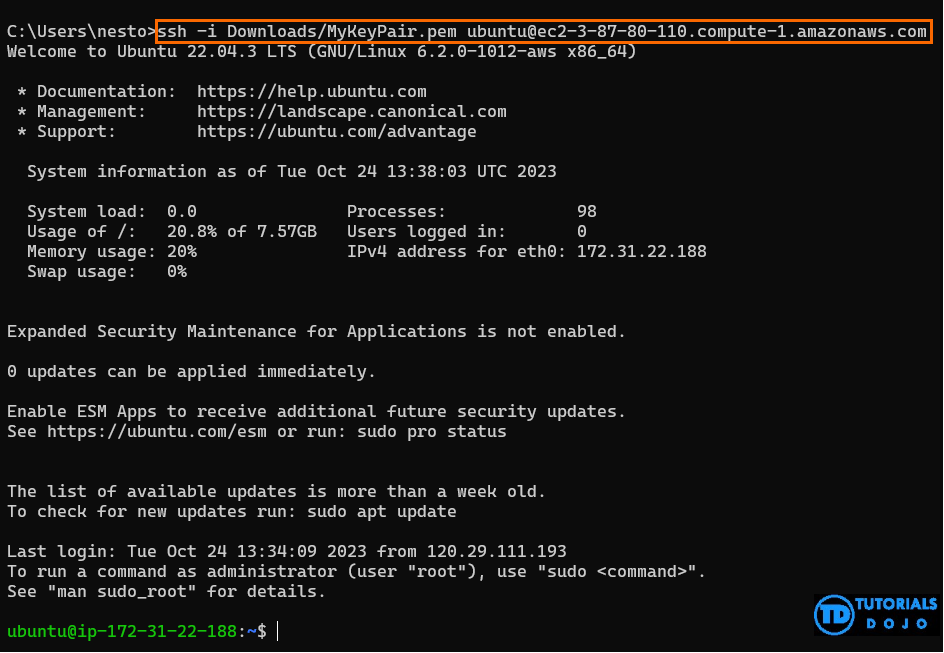 C:\Users\nesto>ssh -i Downloads/MyKeyPair.pem ubuntu@ec2-3-87-80-110.compute-1.amazonaws.com
Welcome to Ubuntu 22.04.3 LTS (GNU/Linux 6.2.0-1012-aws x86_64)
* Documentation:  https://help.ubuntu.com
* Management:     https://landscape.canonical.com
* Support:        https://ubuntu.com/advantage
System information as of Tue Oct 24 13:38:03 UTC 2023
System load:  0.0               Processes:             98
Usage of /:   20.8% of 7.57GB   Users logged in:       0
Memory usage: 20%               IPv4 address for eth0: 172.31.22.188
Swap usage:   0%
Expanded Security Maintenance for Applications is not enabled.
0 updates can be applied immediately.
Enable ESM Apps to receive additional future security updates.
See https://ubuntu.com/esm or run: sudo pro status
The list of available updates is more than a week old.
To check for new updates run: sudo apt update
Last login: Tue Oct 24 13:34:09 2023 from 120.29.111.193
To run a command as administrator (user "root"), use "sudo <command>".
See "man sudo_root" for details.
ubuntu@ip-172-31-22-188:~$
TD TUTORIALS
DOJO